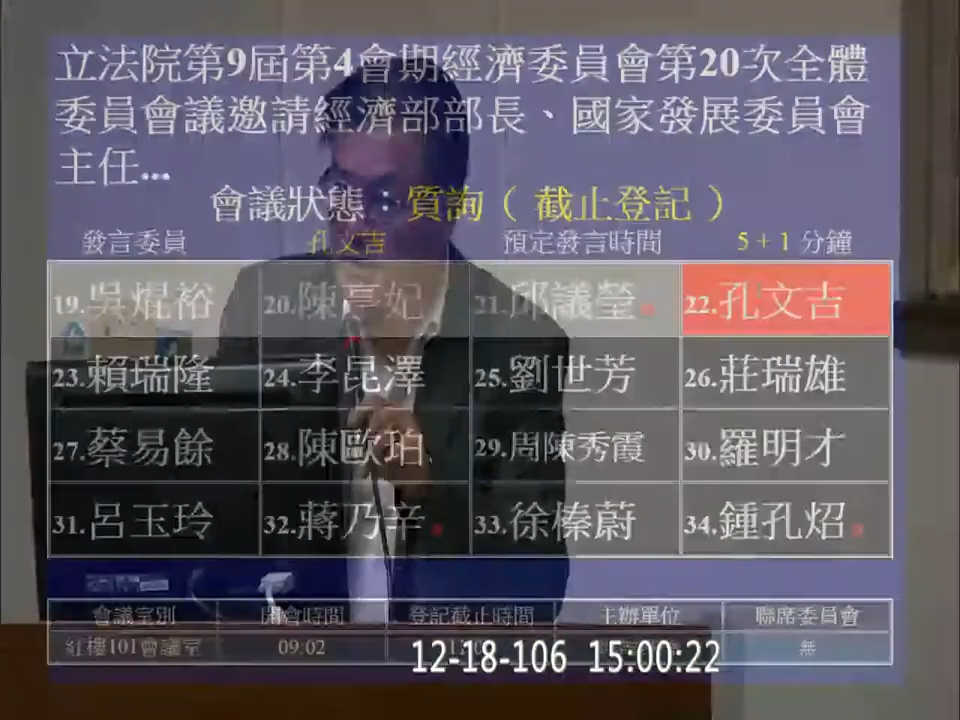 立法院第9屆第4會期經濟委員會第20次全體
委員會議邀請經濟部部長、國家發展委員會
主任...
會議狀態：質詢（截止登記）
發言委員 孔文吉 預定發言時間 5+1 分鐘
19.吳焜裕 20.陳亭妃 21.邱議瑩 22.孔文吉
23.賴瑞隆 24.李昆澤 25.劉世芳 26.莊瑞雄
27.蔡易餘 28.陳歐珀 29.周陳秀霞 30.羅明才
31.呂玉玲 32.蔣乃辛 33.徐榛蔚 34.鍾孔炤
會議室別 開會時間 登記截止時間 主辦單位 聯席委員會
紅樓101會議室 09:02 無
12-18-106 15:00:22